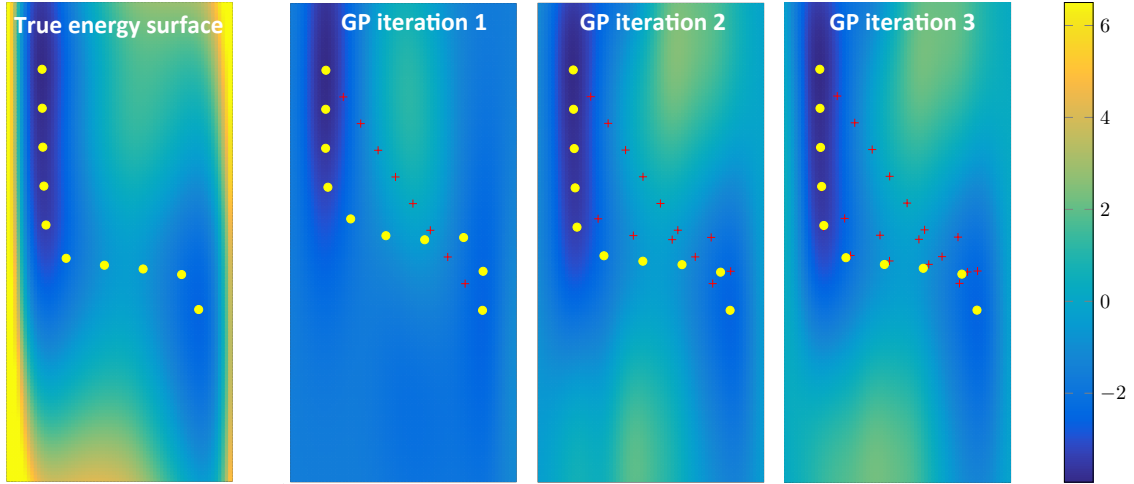 True energy surface
GP iteration 1
GP iteration 2
GP iteration 3
6
4
2
0
−2